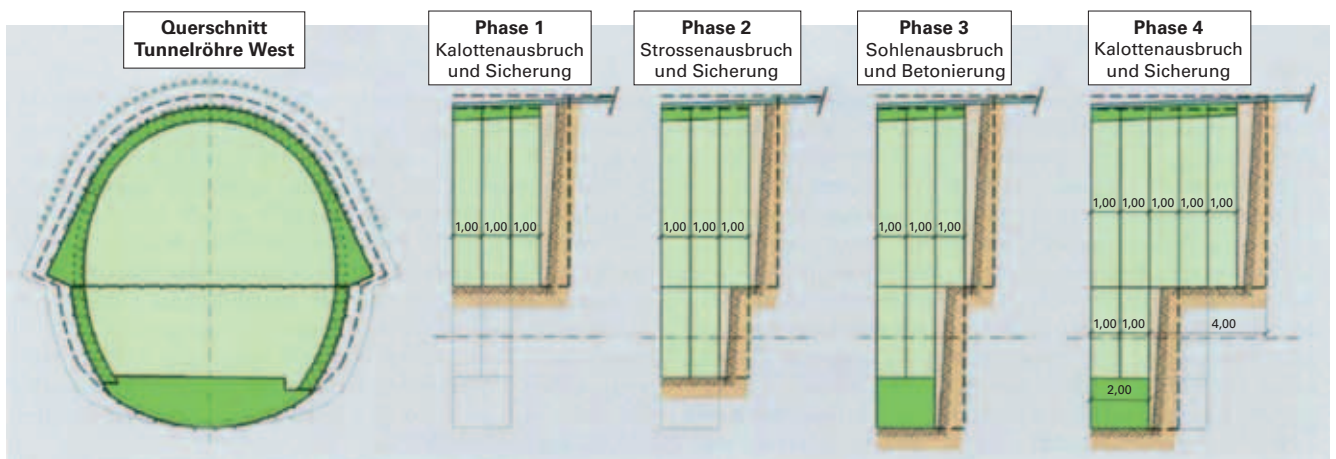 Querschnitt
Tunnelröhre West
Phase 1
Kalottenausbruch
und Sicherung
Phase 2
Strossenausbruch
und Sicherung
Phase 3
Sohlenausbruch
und Betonierung
Phase 4
Kalottenausbruch
und Sicherung
1,00 1,00 1,00
1,00 1,00 1,00
1,00 1,00 1,00
1,00 1,00 1,00 1,00 1,00
1,00 1,00 4,00
2,00